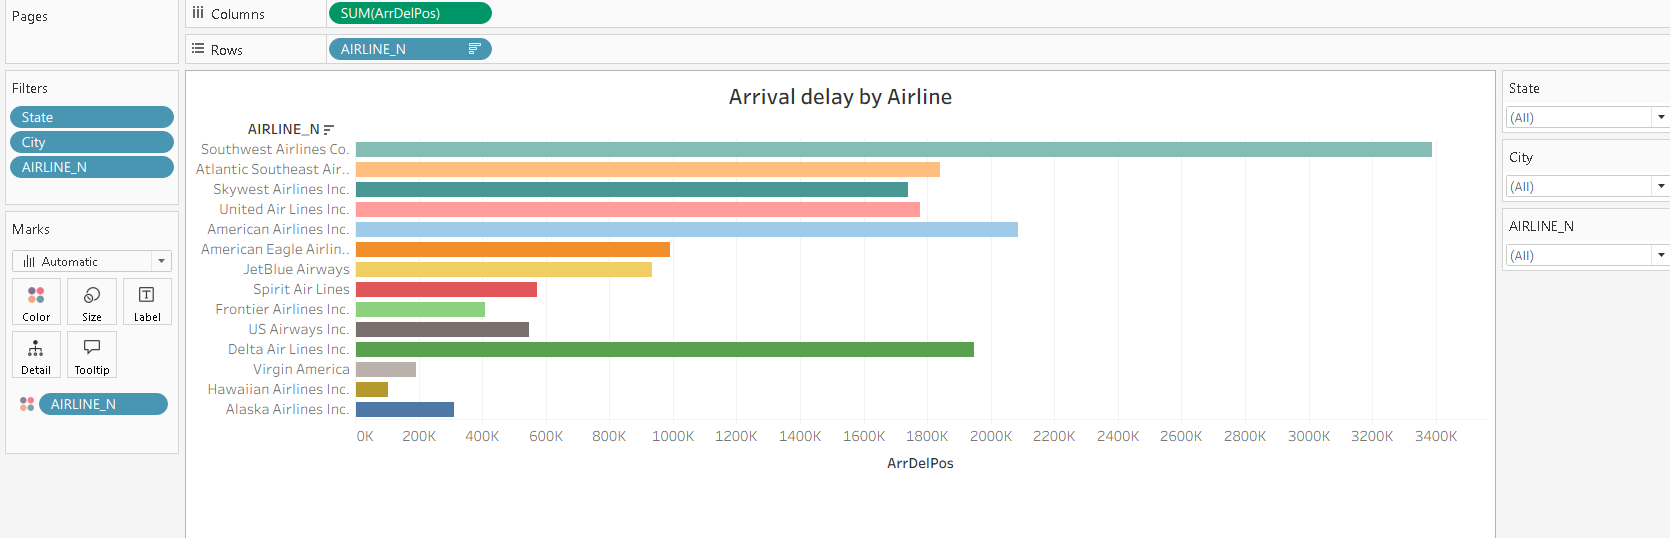 Pages
Columns
SUM(ArrDelPos)
Rows
AIRLINE_N
Filters
State
City
AIRLINE_N
Marks
Automatic
Color
Size
Label
Detail
Tooltip
AIRLINE_N
Arrival delay by Airline
AIRLINE_N
Southwest Airlines Co.
Atlantic Southeast Air..
Skywest Airlines Inc.
United Air Lines Inc.
American Airlines Inc.
American Eagle Airlin..
JetBlue Airways
Spirit Air Lines
Frontier Airlines Inc.
US Airways Inc.
Delta Air Lines Inc.
Virgin America
Hawaiian Airlines Inc.
Alaska Airlines Inc.
0K 200K 400K 600K 800K 1000K 1200K 1400K 1600K 1800K 2000K 2200K 2400K 2600K 2800K 3000K 3200K 3400K
ArrDelPos
State
(All)
City
(All)
AIRLINE_N
(All)